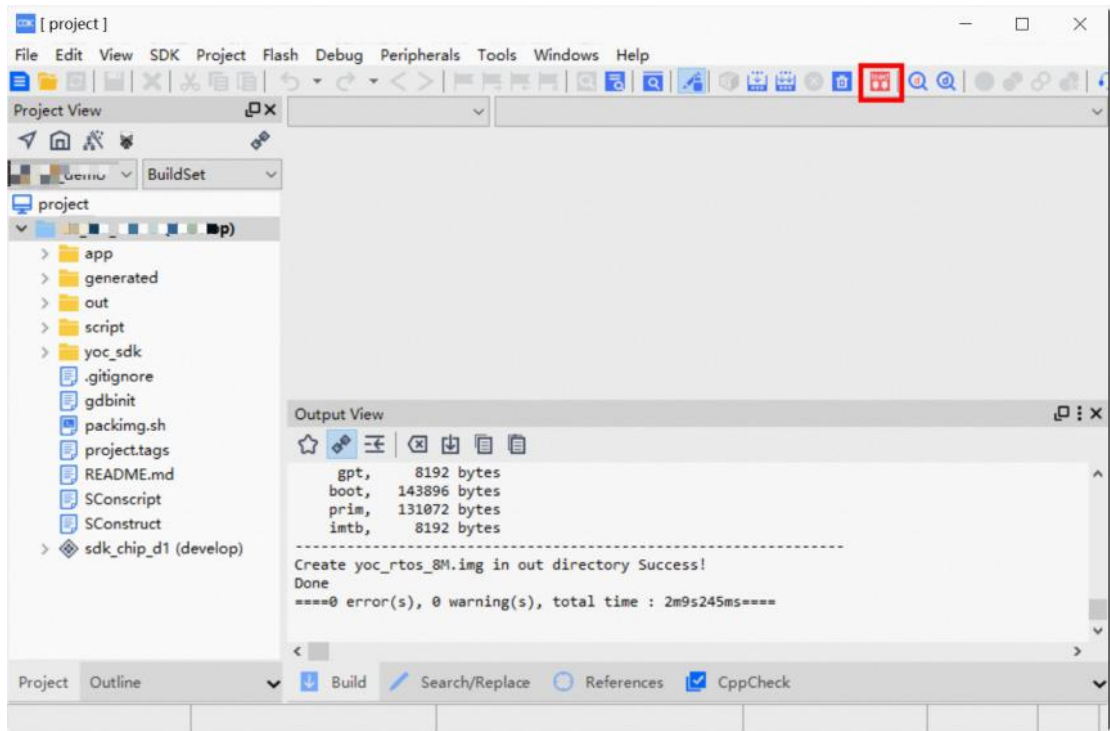 CDK [ project ]
File Edit View SDK Project Flash Debug Peripherals Tools Windows Help
Project View
BuildSet
project
p)
app
generated
out
script
yoc_sdk
.gitignore
gdbinit
packimg.sh
project.tags
README.md
SConscript
SConstruct
sdk_chip_d1 (develop)
Project Outline
Output View
gpt, 8192 bytes
boot, 143896 bytes
prim, 131072 bytes
imtb, 8192 bytes
----------------------------------------------------------------
Create yoc_rtos_8M.img in out directory Success!
Done
====0 error(s), 0 warning(s), total time : 2m9s245ms====
Build Search/Replace References CppCheck